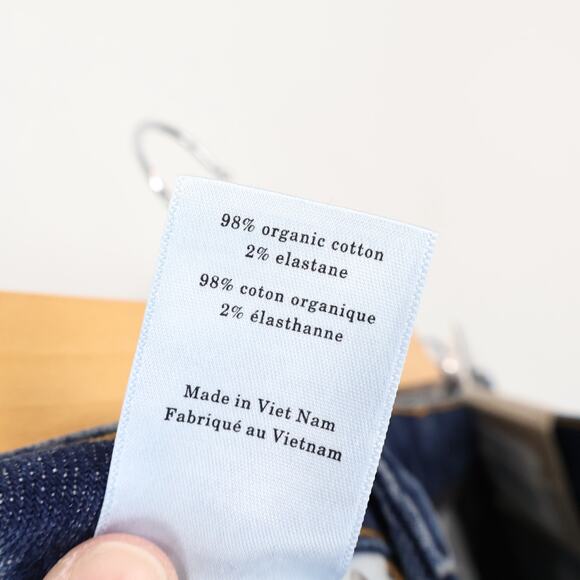 98% organic cotton
2% elastane
98% coton organique
2% élasthanne
Made in Viet Nam
Fabriqué au Vietnam